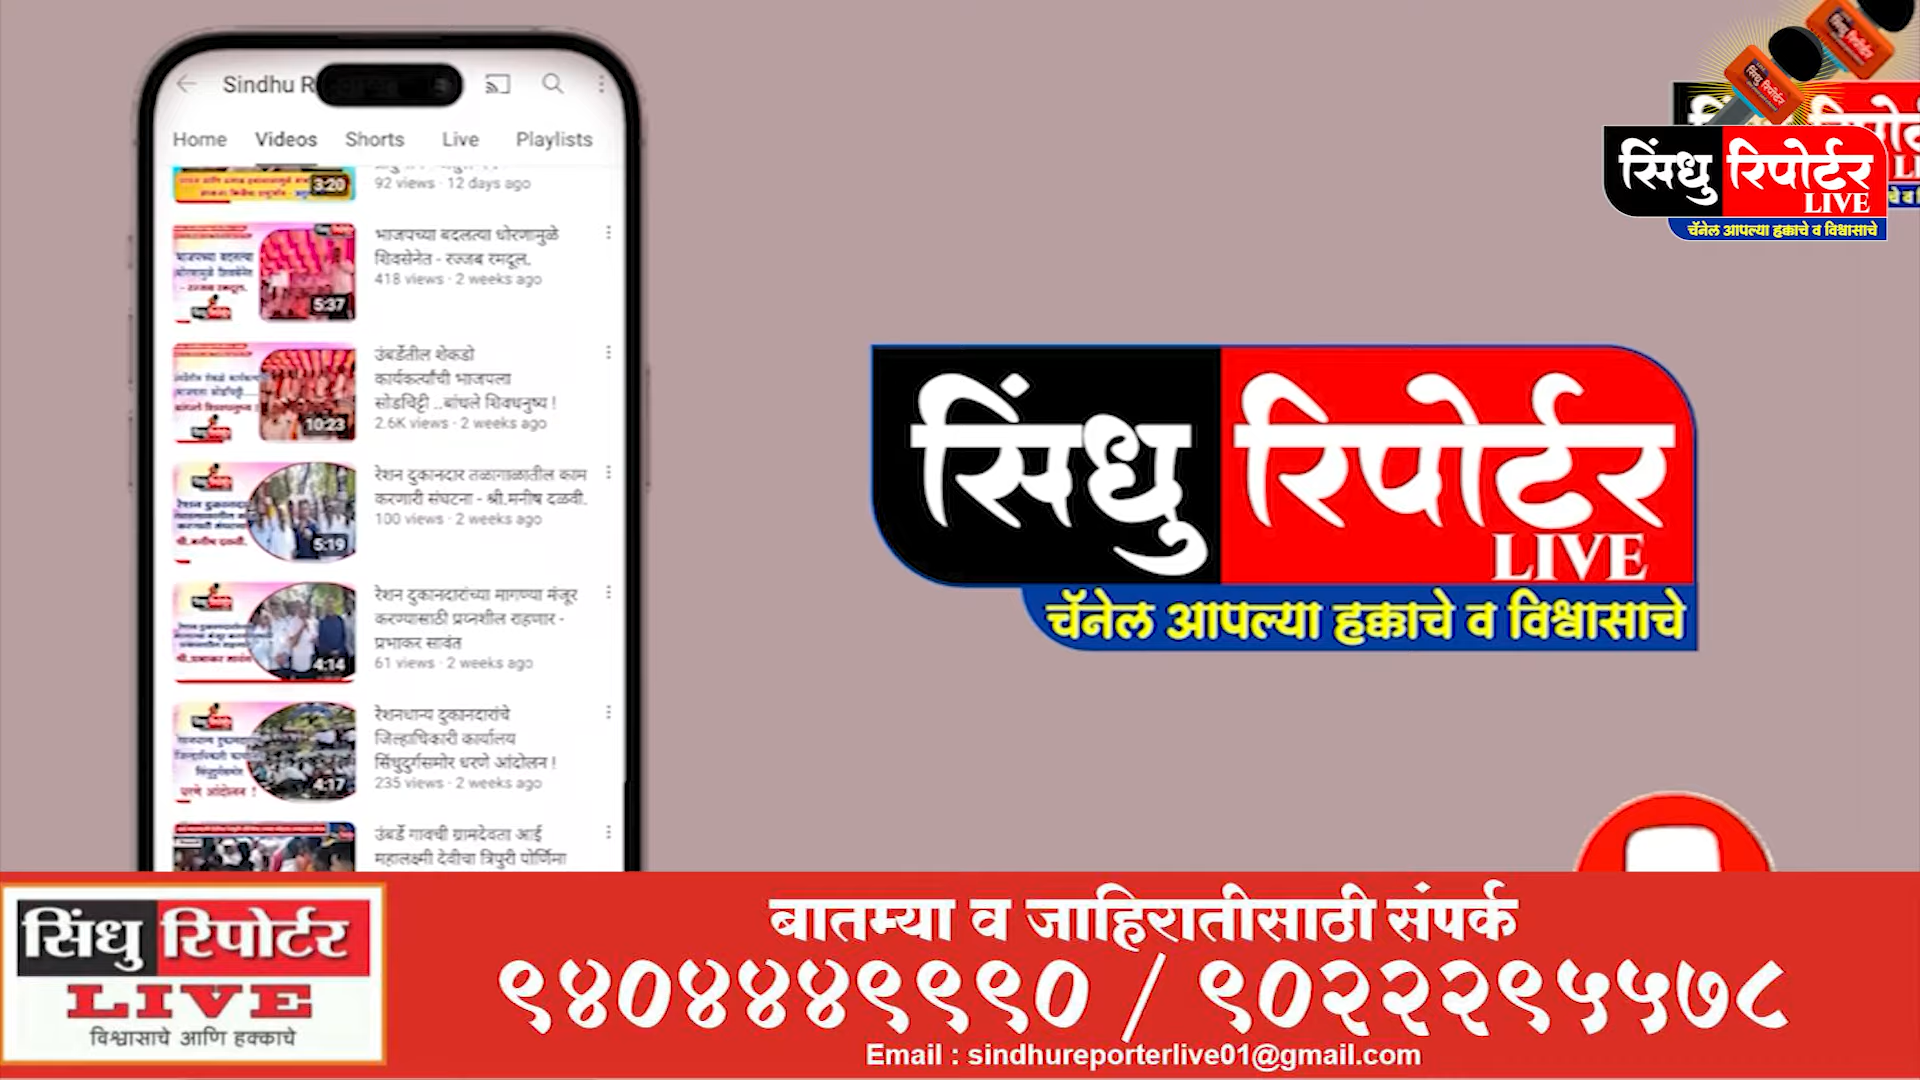 Sindhu R
Home Videos Shorts Live Playlists
3:20
92 views · 12 days ago
भाजपच्या बदलत्या धोरणामुळे
शिवसेनेत - रज्जब रमदूल.
418 views · 2 weeks ago
5:37
उंबर्डेतील शेकडो
कार्यकर्त्यांची भाजपला
सोडचिट्टी ..बांधले शिवधनुष्य !
2.6K views · 2 weeks ago
10:23
रेशन दुकानदार तळागाळातील काम
करणारी संघटना - श्री.मनीष दळवी.
100 views · 2 weeks ago
5:19
रेशन दुकानदारांच्या मागण्या मंजूर
करण्यासाठी प्रयत्नशील राहणार -
प्रभाकर सावंत
61 views · 2 weeks ago
4:14
रेशनधान्य दुकानदारांचे
जिल्हाधिकारी कार्यालय
सिंधुदुर्गसमोर धरणे आंदोलन !
235 views · 2 weeks ago
4:17
उंबर्डे गावची ग्रामदेवता आई
महालक्ष्मी देवीचा त्रिपुरी पोर्णिमा
सिंधु रिपोर्टर
LIVE
चॅनेल आपल्या हक्काचे व विश्वासाचे
सिंधु रिपोर्टर
LIVE
चॅनेल आपल्या हक्काचे व विश्वासाचे
सिंधु रिपोर्टर
LIVE
विश्वासाचे आणि हक्काचे
बातम्या व जाहिरातीसाठी संपर्क
९४०४४४९९९० / ९०२२२९५५७८
Email : sindhureporterlive01@gmail.com